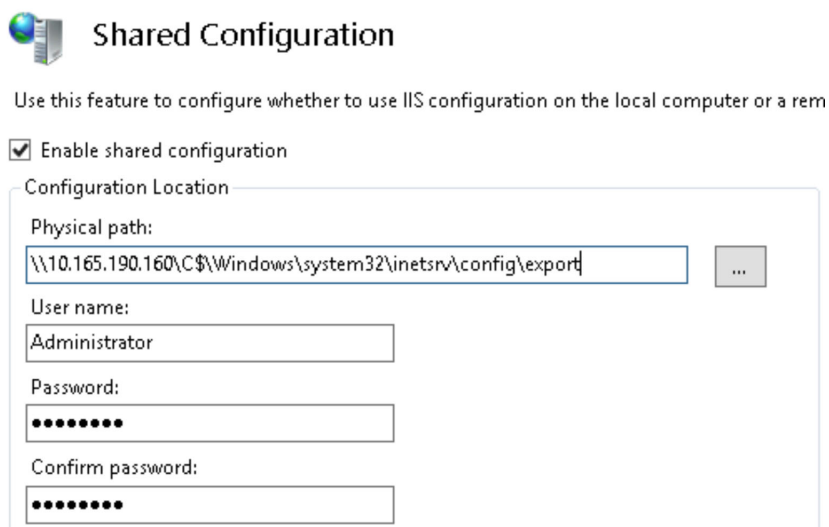 Shared Configuration
Use this feature to configure whether to use IIS configuration on the local computer or a rem
Enable shared configuration
Configuration Location
Physical path:
\\10.165.190.160\C$\Windows\system32\inetsrv\config\export
...
User name:
Administrator
Password:
••••••••
Confirm password:
••••••••